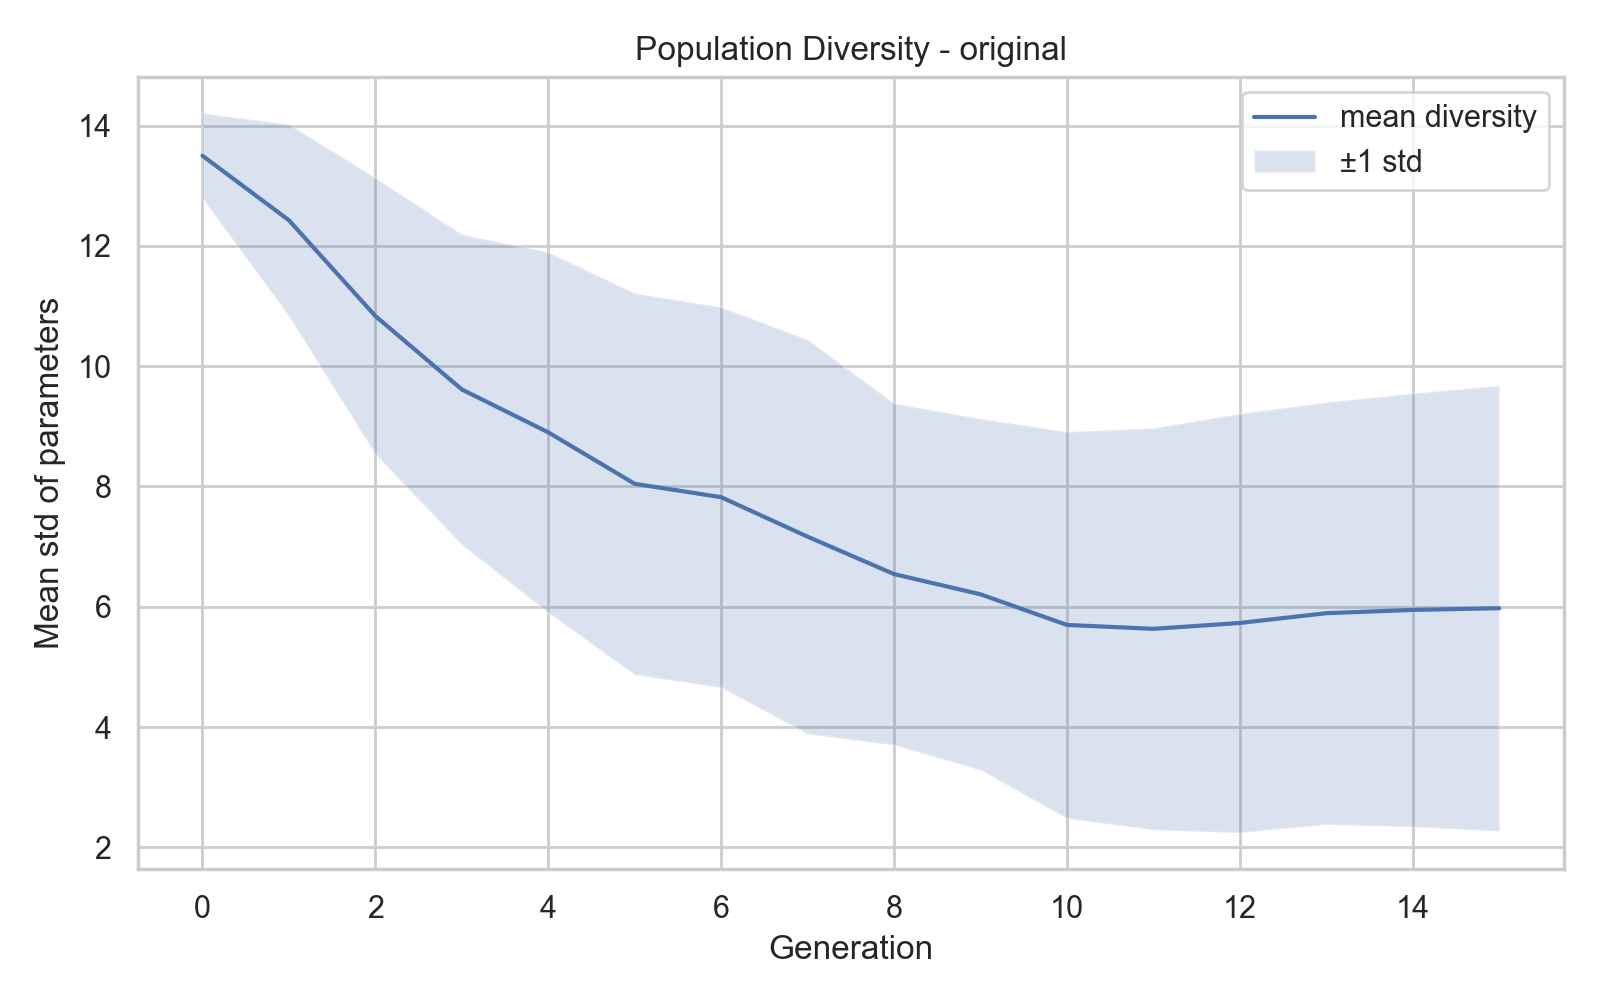 Population Diversity - original
mean diversity
±1 std
Mean std of parameters
14
12
10
8
6
4
2
0 2 4 6 8 10 12 14
Generation